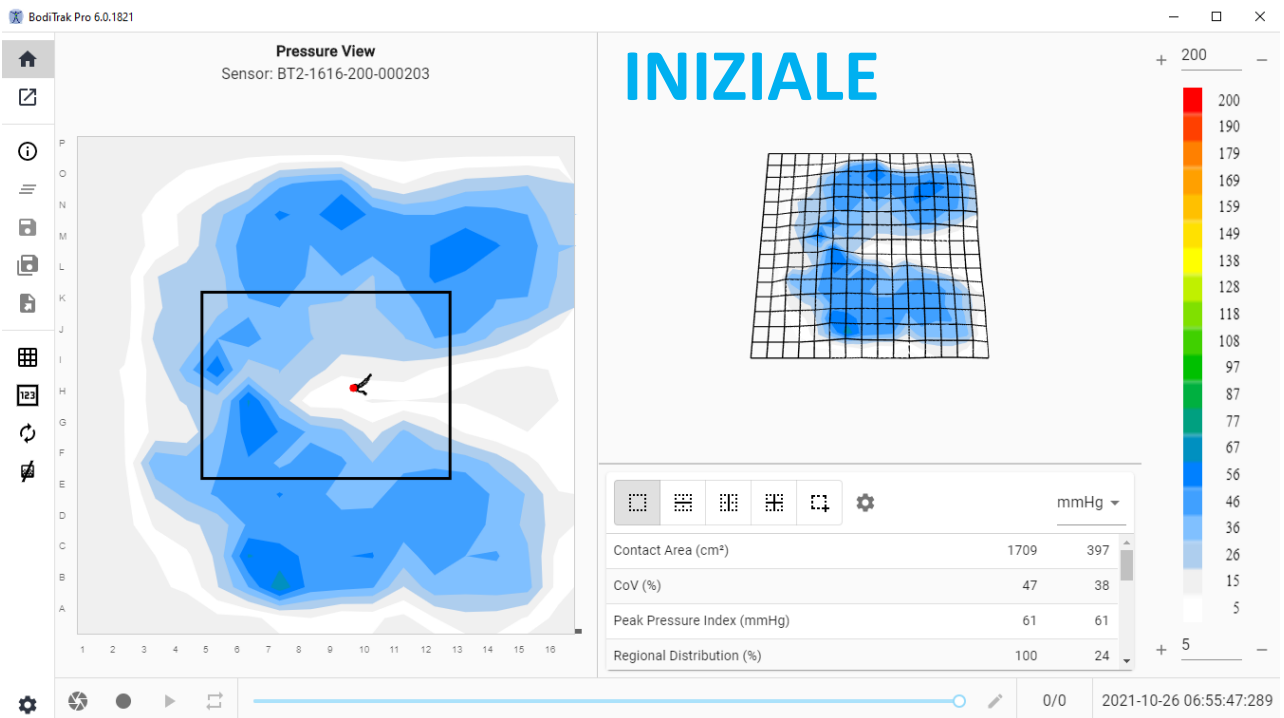 BodiTrak Pro 6.0.1821
Pressure View
Sensor: BT2-1616-200-000203
INIZIALE
P
O
N
M
L
K
J
I
H
G
F
E
D
C
B
A
1 2 3 4 5 6 7 8 9 10 11 12 13 14 15 16
200
200
190
179
169
159
149
138
128
118
108
97
87
77
67
56
46
36
26
15
5
5
123
mmHg
Contact Area (cm²) 1709 397
CoV (%) 47 38
Peak Pressure Index (mmHg) 61 61
Regional Distribution (%) 100 24
0/0 2021-10-26 06:55:47:289